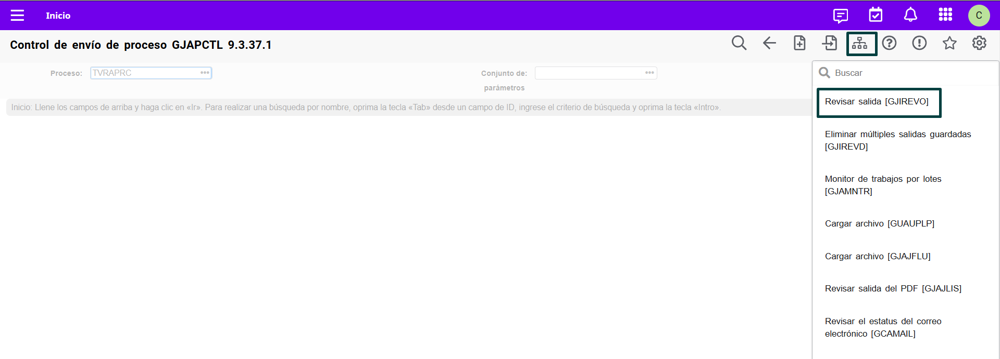 Inicio
C
Control de envío de proceso GJAPCTL 9.3.37.1
Proceso: TVRAPRC
Conjunto de:
parámetros
Inicio: Llene los campos de arriba y haga clic en «Ir». Para realizar una búsqueda por nombre, oprima la tecla «Tab» desde un campo de ID, ingrese el criterio de búsqueda y oprima la tecla «Intro».
Buscar
Revisar salida [GJIREVO]
Eliminar múltiples salidas guardadas
[GJIREVD]
Monitor de trabajos por lotes
[GJAMNTR]
Cargar archivo [GUAUPLP]
Cargar archivo [GJAJFLU]
Revisar salida del PDF [GJAJLIS]
Revisar el estatus del correo
electrónico [GCAMAIL]